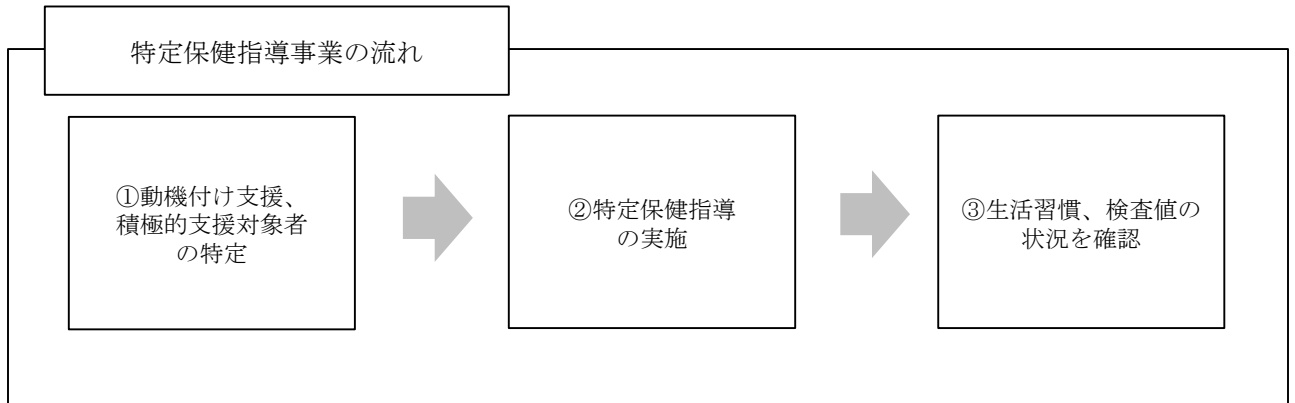 特定保健指導事業の流れ
①動機付け支援、
積極的支援対象者
の特定
②特定保健指導
の実施
③生活習慣、検査値の
状況を確認